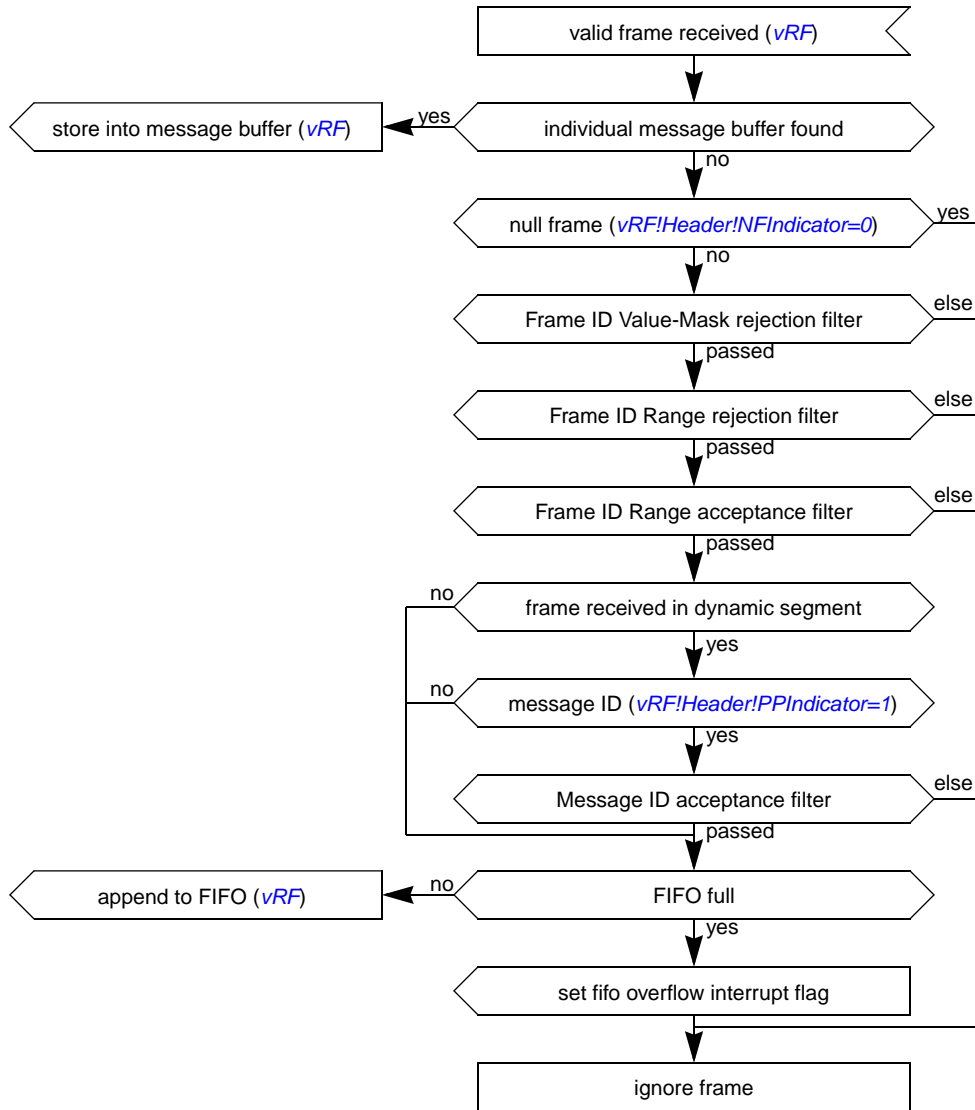 valid frame received (vRF)
store into message buffer (vRF)
yes
individual message buffer found
no
null frame (vRF!Header!NFIndicator=0)
yes
no
Frame ID Value-Mask rejection filter
else
passed
Frame ID Range rejection filter
else
passed
Frame ID Range acceptance filter
else
passed
no
frame received in dynamic segment
yes
no
message ID (vRF!Header!PPIndicator=1)
yes
Message ID acceptance filter
else
passed
append to FIFO (vRF)
no
FIFO full
yes
set fifo overflow interrupt flag
ignore frame